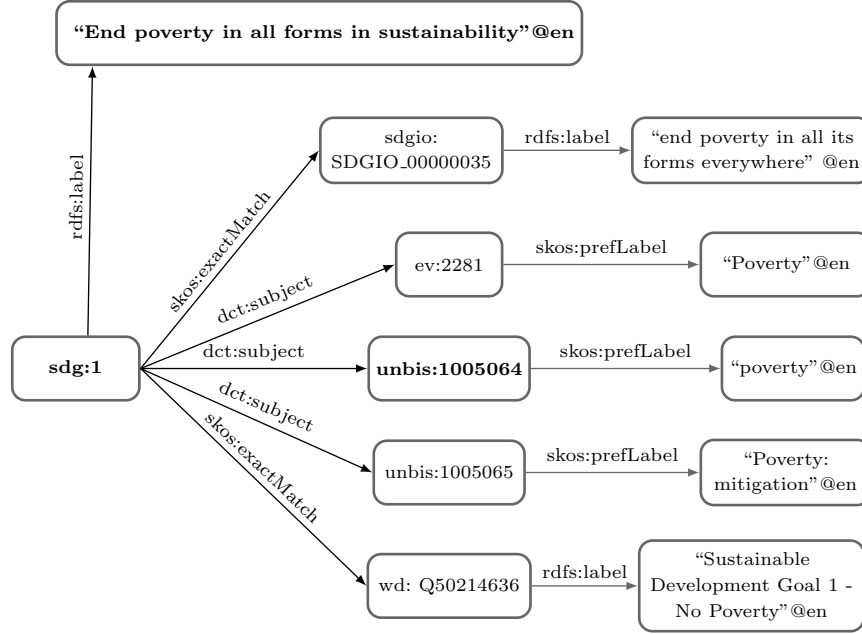 “End poverty in all forms in sustainability”@en
rdfs:label
sdgio:
SDGIO_00000035
rdfs:label
“end poverty in all its
forms everywhere” @en
skos:exactMatch
ev:2281
skos:prefLabel
“Poverty”@en
dct:subject
sdg:1
dct:subject
unbis:1005064
skos:prefLabel
“poverty”@en
dct:subject
unbis:1005065
skos:prefLabel
“Poverty:
mitigation”@en
skos:exactMatch
wd: Q50214636
rdfs:label
“Sustainable
Development Goal 1 -
No Poverty”@en